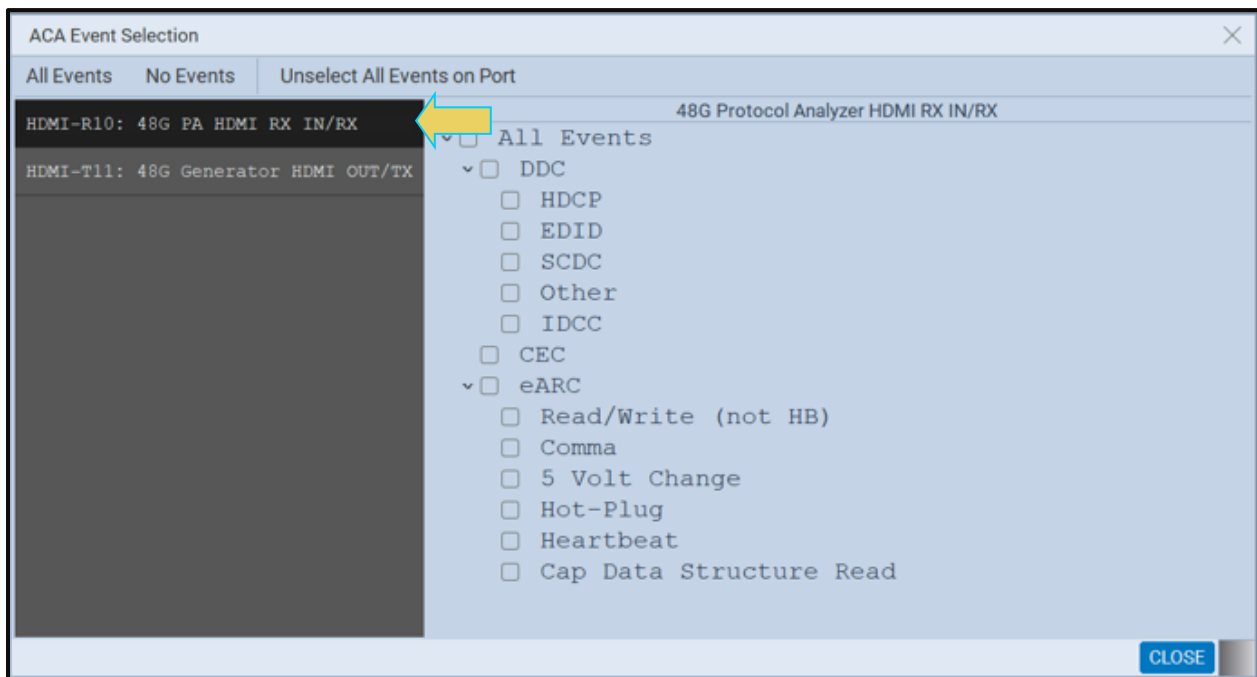 ACA Event Selection
All Events No Events Unselect All Events on Port
HDMI-R10: 48G PA HDMI RX IN/RX
HDMI-T11: 48G Generator HDMI OUT/TX
48G Protocol Analyzer HDMI RX IN/RX
All Events
DDC
HDCP
EDID
SCDC
Other
IDCC
CEC
eARC
Read/Write (not HB)
Comma
5 Volt Change
Hot-Plug
Heartbeat
Cap Data Structure Read
CLOSE